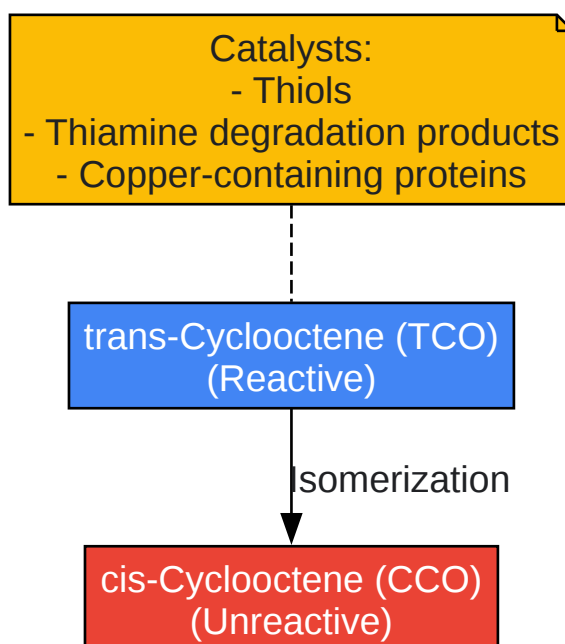 Catalysts:
- Thiols
- Thiamine degradation products
- Copper-containing proteins
trans-Cyclooctene (TCO)
(Reactive)
Isomerization
cis-Cyclooctene (CCO)
(Unreactive)